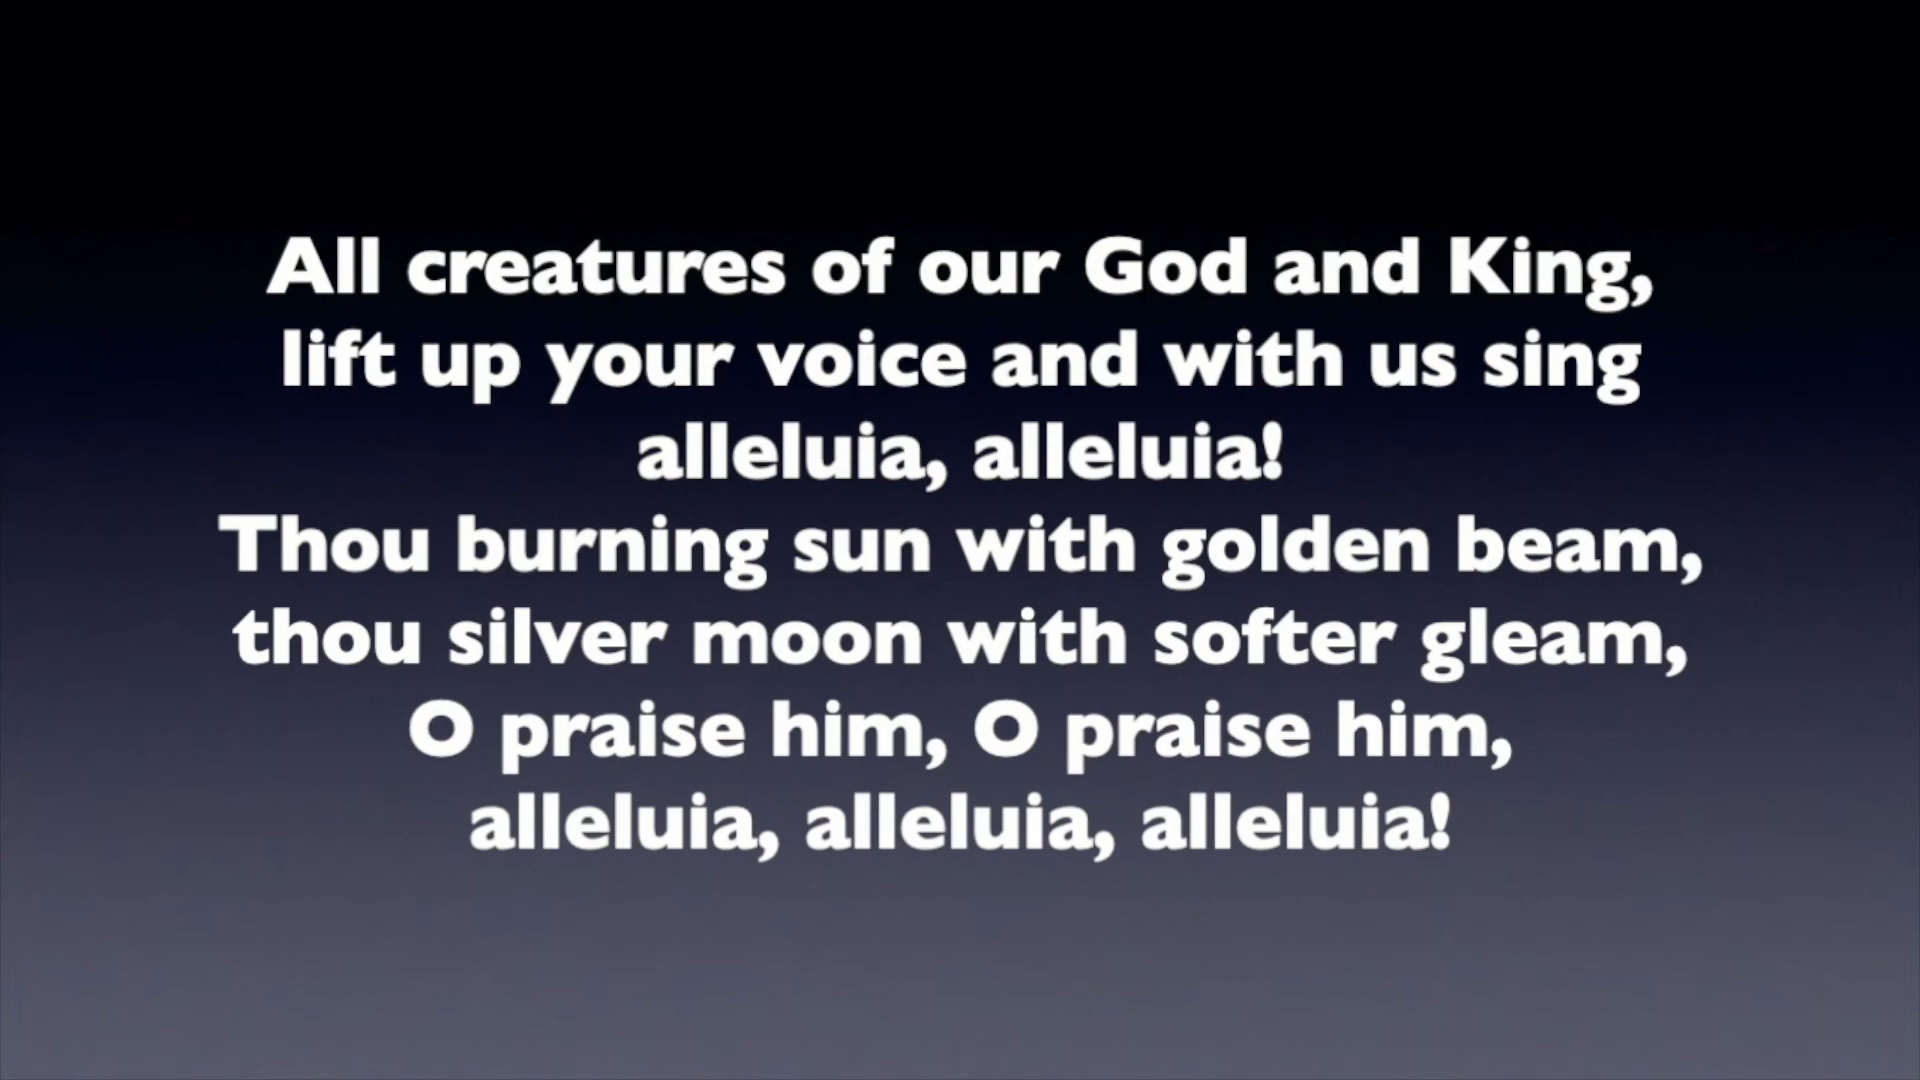 All creatures of our God and King,
lift up your voice and with us sing
alleluia, alleluia!
Thou burning sun with golden beam,
thou silver moon with softer gleam,
O praise him, O praise him,
alleluia, alleluia, alleluia!